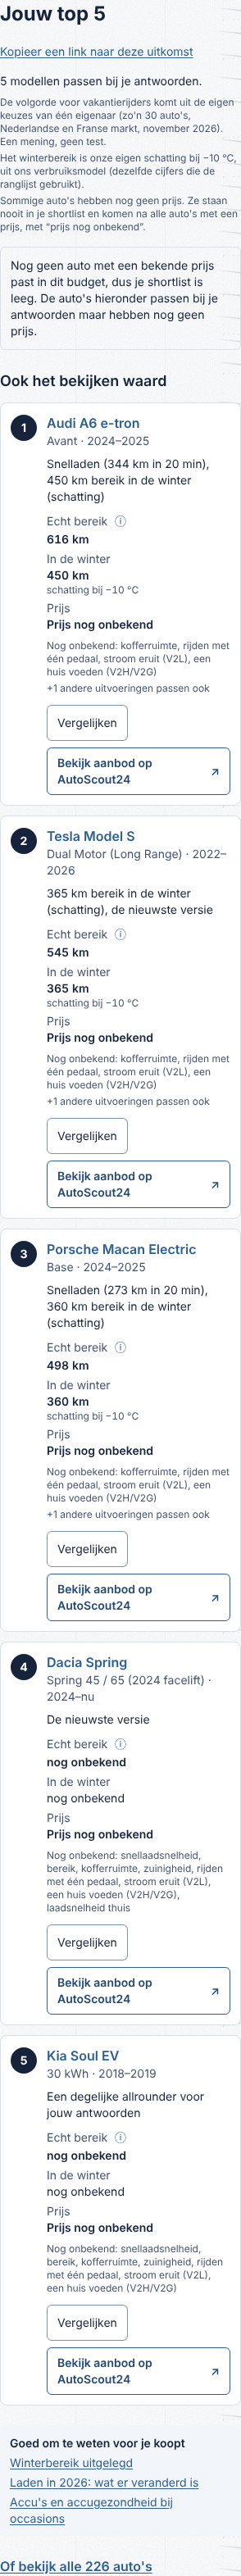 Jouw top 5
Kopieer een link naar deze uitkomst
5 modellen passen bij je antwoorden.
De volgorde voor vakantierijders komt uit de eigen
keuzes van één eigenaar (zo'n 30 auto's,
Nederlandse en Franse markt, november 2026).
Een mening, geen test.
Het winterbereik is onze eigen schatting bij −10 °C,
uit ons verbruiksmodel (dezelfde cijfers die de
ranglijst gebruikt).
Sommige auto's hebben nog geen prijs. Ze staan
nooit in je shortlist en komen na alle auto's met een
prijs, met "prijs nog onbekend".
Nog geen auto met een bekende prijs
past in dit budget, dus je shortlist is
leeg. De auto's hieronder passen bij je
antwoorden maar hebben nog geen
prijs.
Ook het bekijken waard
1
Audi A6 e-tron
Avant · 2024–2025
Snelladen (344 km in 20 min),
450 km bereik in de winter
(schatting)
Echt bereik ⓘ
616 km
In de winter
450 km
schatting bij −10 °C
Prijs
Prijs nog onbekend
Nog onbekend: kofferruimte, rijden met
één pedaal, stroom eruit (V2L), een
huis voeden (V2H/V2G)
+1 andere uitvoeringen passen ook
Vergelijken
Bekijk aanbod op
AutoScout24 ↗
2
Tesla Model S
Dual Motor (Long Range) · 2022–
2026
365 km bereik in de winter
(schatting), de nieuwste versie
Echt bereik ⓘ
545 km
In de winter
365 km
schatting bij −10 °C
Prijs
Prijs nog onbekend
Nog onbekend: kofferruimte, rijden met
één pedaal, stroom eruit (V2L), een
huis voeden (V2H/V2G)
+1 andere uitvoeringen passen ook
Vergelijken
Bekijk aanbod op
AutoScout24 ↗
3
Porsche Macan Electric
Base · 2024–2025
Snelladen (273 km in 20 min),
360 km bereik in de winter
(schatting)
Echt bereik ⓘ
498 km
In de winter
360 km
schatting bij −10 °C
Prijs
Prijs nog onbekend
Nog onbekend: kofferruimte, rijden met
één pedaal, stroom eruit (V2L), een
huis voeden (V2H/V2G)
+1 andere uitvoeringen passen ook
Vergelijken
Bekijk aanbod op
AutoScout24 ↗
4
Dacia Spring
Spring 45 / 65 (2024 facelift) ·
2024–nu
De nieuwste versie
Echt bereik ⓘ
nog onbekend
In de winter
nog onbekend
Prijs
Prijs nog onbekend
Nog onbekend: snellaadsnelheid,
bereik, kofferruimte, zuinigheid, rijden
met één pedaal, stroom eruit (V2L),
een huis voeden (V2H/V2G),
laadsnelheid thuis
Vergelijken
Bekijk aanbod op
AutoScout24 ↗
5
Kia Soul EV
30 kWh · 2018–2019
Een degelijke allrounder voor
jouw antwoorden
Echt bereik ⓘ
nog onbekend
In de winter
nog onbekend
Prijs
Prijs nog onbekend
Nog onbekend: snellaadsnelheid,
bereik, kofferruimte, zuinigheid, rijden
met één pedaal, stroom eruit (V2L),
een huis voeden (V2H/V2G)
Vergelijken
Bekijk aanbod op
AutoScout24 ↗
Goed om te weten voor je koopt
Winterbereik uitgelegd
Laden in 2026: wat er veranderd is
Accu's en accugezondheid bij
occasions
Of bekijk alle 226 auto's